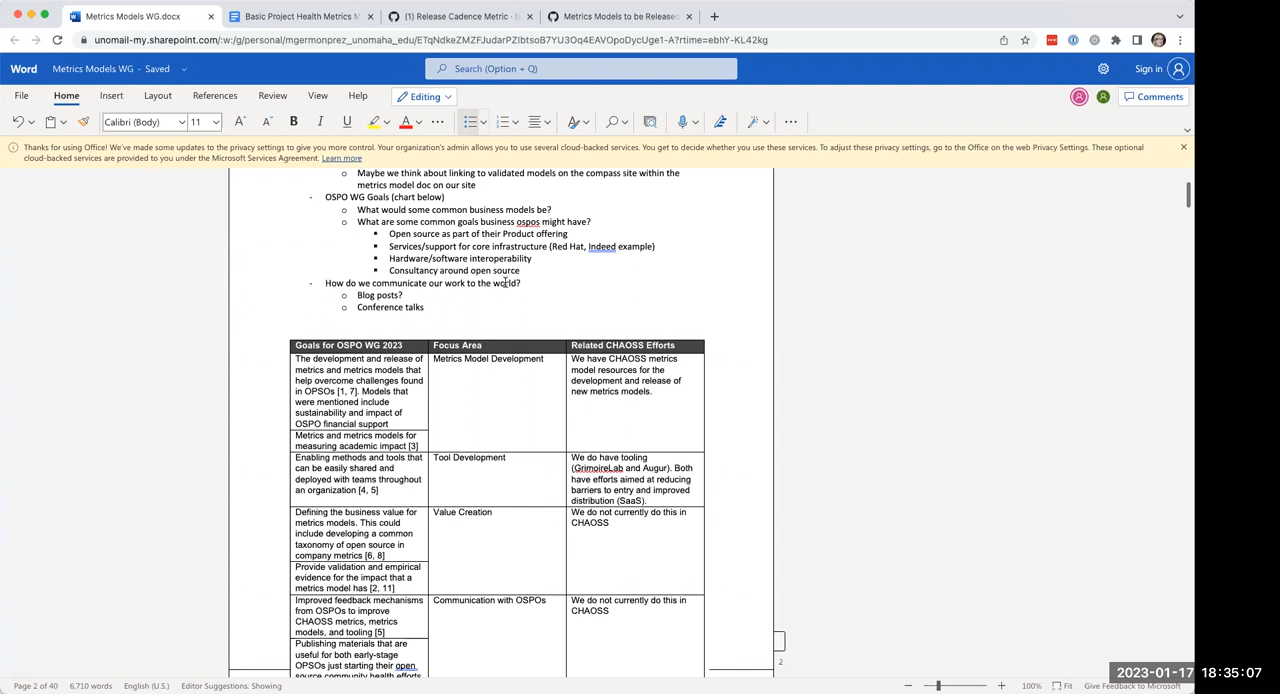 Metrics Models WG.docx
Basic Project Health Metrics M
(1) Release Cadence Metric - Is
Metrics Models to be Released
unomail-my.sharepoint.com/:w:/g/personal/mgermonprez_unomaha_edu/ETqNdkeZMZFJudarPZIbtsoB7YU3Oq4EAVOpoDycUge1-A?rtime=ebhY-KL42kg
Word
Metrics Models WG - Saved
Search (Option + Q)
Sign in
File
Home
Insert
Layout
References
Review
View
Help
Editing
Comments
Calibri (Body)
11
Thanks for using Office! We've made some updates to the privacy settings to give you more control. Your organization's admin allows you to use several cloud-backed services. You get to decide whether you use these services. To adjust these privacy settings, go to the Office on the web Privacy Settings. These optional
cloud-backed services are provided to you under the Microsoft Services Agreement. Learn more
o Maybe we think about linking to validated models on the compass site within the
metrics model doc on our site
- OSPO WG Goals (chart below)
o What would some common business models be?
o What are some common goals business ospos might have?
▪ Open source as part of their Product offering
▪ Services/support for core infrastructure (Red Hat, Indeed example)
▪ Hardware/software interoperability
▪ Consultancy around open source
- How do we communicate our work to the world?
o Blog posts?
o Conference talks
Goals for OSPO WG 2023
Focus Area
Related CHAOSS Efforts
The development and release of
metrics and metrics models that
help overcome challenges found
in OPSOs [1, 7]. Models that
were mentioned include
sustainability and impact of
OSPO financial support
Metrics Model Development
We have CHAOSS metrics
model resources for the
development and release of
new metrics models.
Metrics and metrics models for
measuring academic impact [3]
Enabling methods and tools that
can be easily shared and
deployed with teams throughout
an organization [4, 5]
Tool Development
We do have tooling
(GrimoireLab and Augur). Both
have efforts aimed at reducing
barriers to entry and improved
distribution (SaaS).
Defining the business value for
metrics models. This could
include developing a common
taxonomy of open source in
company metrics [6, 8]
Value Creation
We do not currently do this in
CHAOSS
Provide validation and empirical
evidence for the impact that a
metrics model has [2, 11]
Improved feedback mechanisms
from OSPOs to improve
CHAOSS metrics, metrics
models, and tooling [5]
Communication with OSPOs
We do not currently do this in
CHAOSS
Publishing materials that are
useful for both early-stage
OPSOs just starting their open
source community health efforts
2
Page 2 of 40
6,710 words
English (U.S.)
Editor Suggestions: Showing
100%
Fit
Give Feedback to Microsoft
2023-01-17 18:35:07